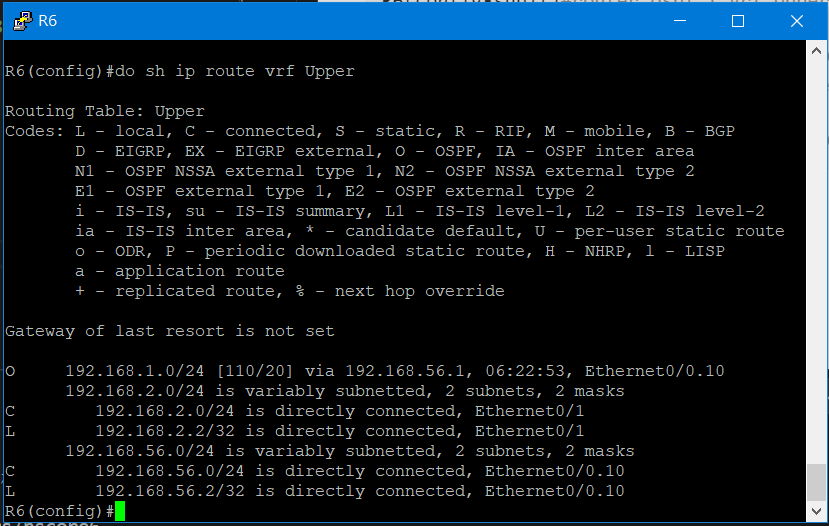 R6
R6(config)#do sh ip route vrf Upper
Routing Table: Upper
Codes: L - local, C - connected, S - static, R - RIP, M - mobile, B - BGP
D - EIGRP, EX - EIGRP external, O - OSPF, IA - OSPF inter area
N1 - OSPF NSSA external type 1, N2 - OSPF NSSA external type 2
E1 - OSPF external type 1, E2 - OSPF external type 2
i - IS-IS, su - IS-IS summary, L1 - IS-IS level-1, L2 - IS-IS level-2
ia - IS-IS inter area, * - candidate default, U - per-user static route
o - ODR, P - periodic downloaded static route, H - NHRP, l - LISP
a - application route
+ - replicated route, % - next hop override
Gateway of last resort is not set
O 192.168.1.0/24 [110/20] via 192.168.56.1, 06:22:53, Ethernet0/0.10
192.168.2.0/24 is variably subnetted, 2 subnets, 2 masks
C 192.168.2.0/24 is directly connected, Ethernet0/1
L 192.168.2.2/32 is directly connected, Ethernet0/1
192.168.56.0/24 is variably subnetted, 2 subnets, 2 masks
C 192.168.56.0/24 is directly connected, Ethernet0/0.10
L 192.168.56.2/32 is directly connected, Ethernet0/0.10
R6(config)#